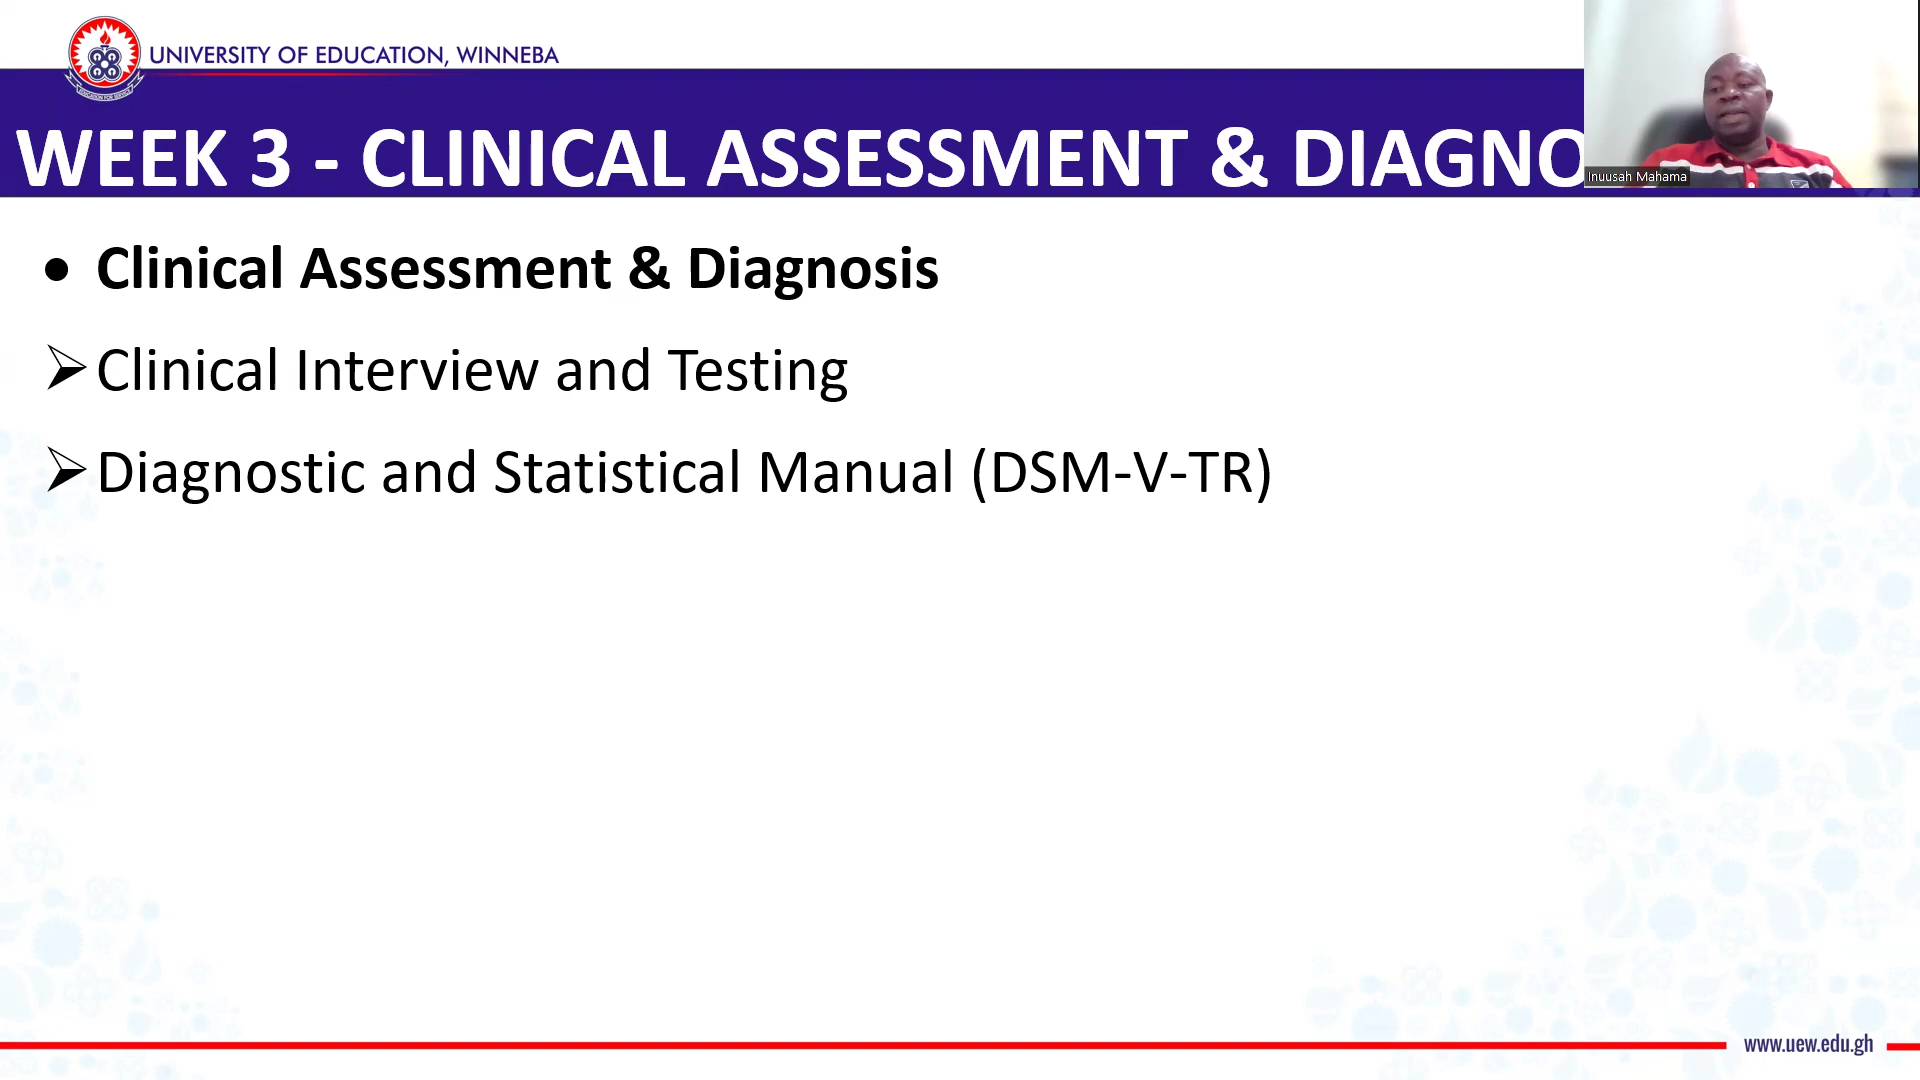 UNIVERSITY OF EDUCATION, WINNEBA
WEEK 3 - CLINICAL ASSESSMENT & DIAGNO
Inuusah Mahama
• Clinical Assessment & Diagnosis
➢ Clinical Interview and Testing
➢ Diagnostic and Statistical Manual (DSM-V-TR)
www.uew.edu.gh